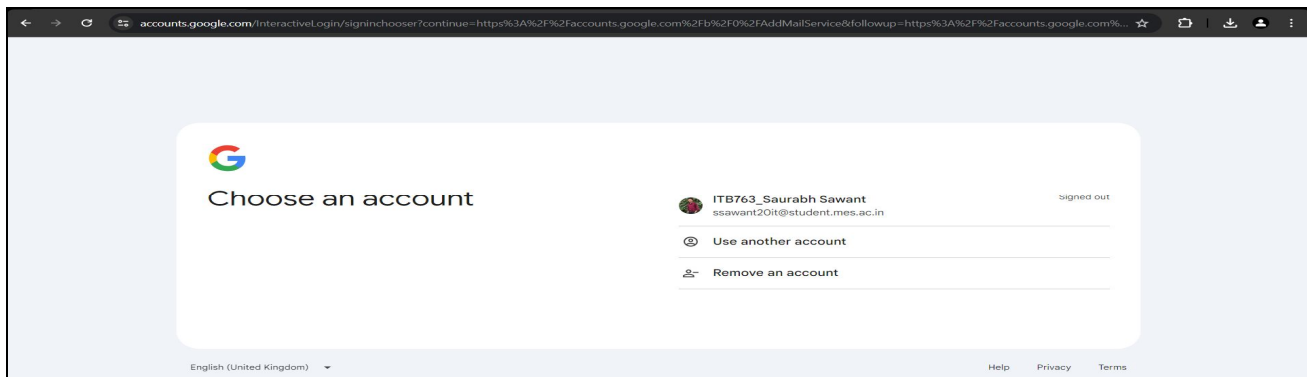 accounts.google.com/InteractiveLogin/signinchooser?continue=https%3A%2F%2Faccounts.google.com%2Fb%2F0%2FAddMailService&followup=https%3A%2F%2Faccounts.google.com%...
Choose an account
ITB763_Saurabh Sawant
Signed out
ssawant20it@student.mes.ac.in
Use another account
Remove an account
English (United Kingdom)
Help Privacy Terms